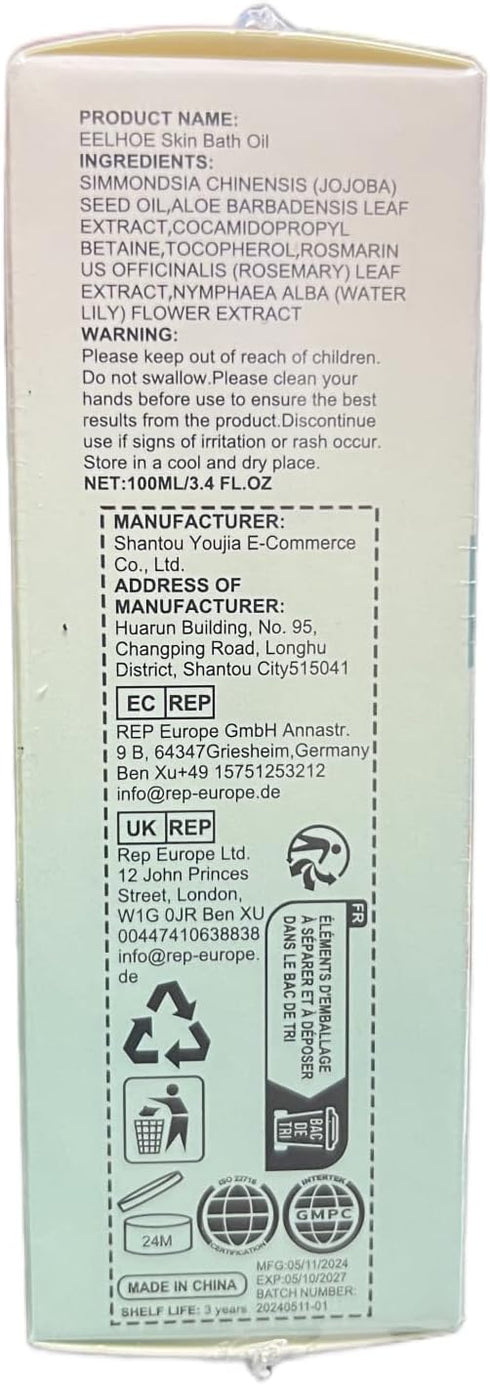 PRODUCT NAME:
EELHOE Skin Bath Oil
INGREDIENTS:
SIMMONDSIA CHINENSIS (JOJOBA)
SEED OIL,ALOE BARBADENSIS LEAF
EXTRACT,COCAMIDOPROPYL
BETAINE,TOCOPHEROL,ROSMARIN
US OFFICINALIS (ROSEMARY) LEAF
EXTRACT,NYMPHAEA ALBA (WATER
LILY) FLOWER EXTRACT
WARNING:
Please keep out of reach of children.
Do not swallow.Please clean your
hands before use to ensure the best
results from the product.Discontinue
use if signs of irritation or rash occur.
Store in a cool and dry place.
NET:100ML/3.4 FL.OZ
MANUFACTURER:
Shantou Youjia E-Commerce
Co., Ltd.
ADDRESS OF
MANUFACTURER:
Huarun Building, No. 95,
Changping Road, Longhu
District, Shantou City515041
EC REP
REP Europe GmbH Annastr.
9 B, 64347Griesheim,Germany
Ben Xu+49 15751253212
info@rep-europe.de
UK REP
Rep Europe Ltd.
12 John Princes
Street, London,
W1G 0JR Ben XU
00447410638838
info@rep-europe.
de
FR
ÉLÉMENTS D'EMBALLAGE
À SÉPARER ET À DÉPOSER
DANS LE BAC DE TRI
BAC
DE
TRI
24M
ISO 22716
CERTIFICATION
INTERTEK
GMPC
MFG:05/11/2024
EXP:05/10/2027
BATCH NUMBER:
20240511-01
MADE IN CHINA
SHELF LIFE: 3 years